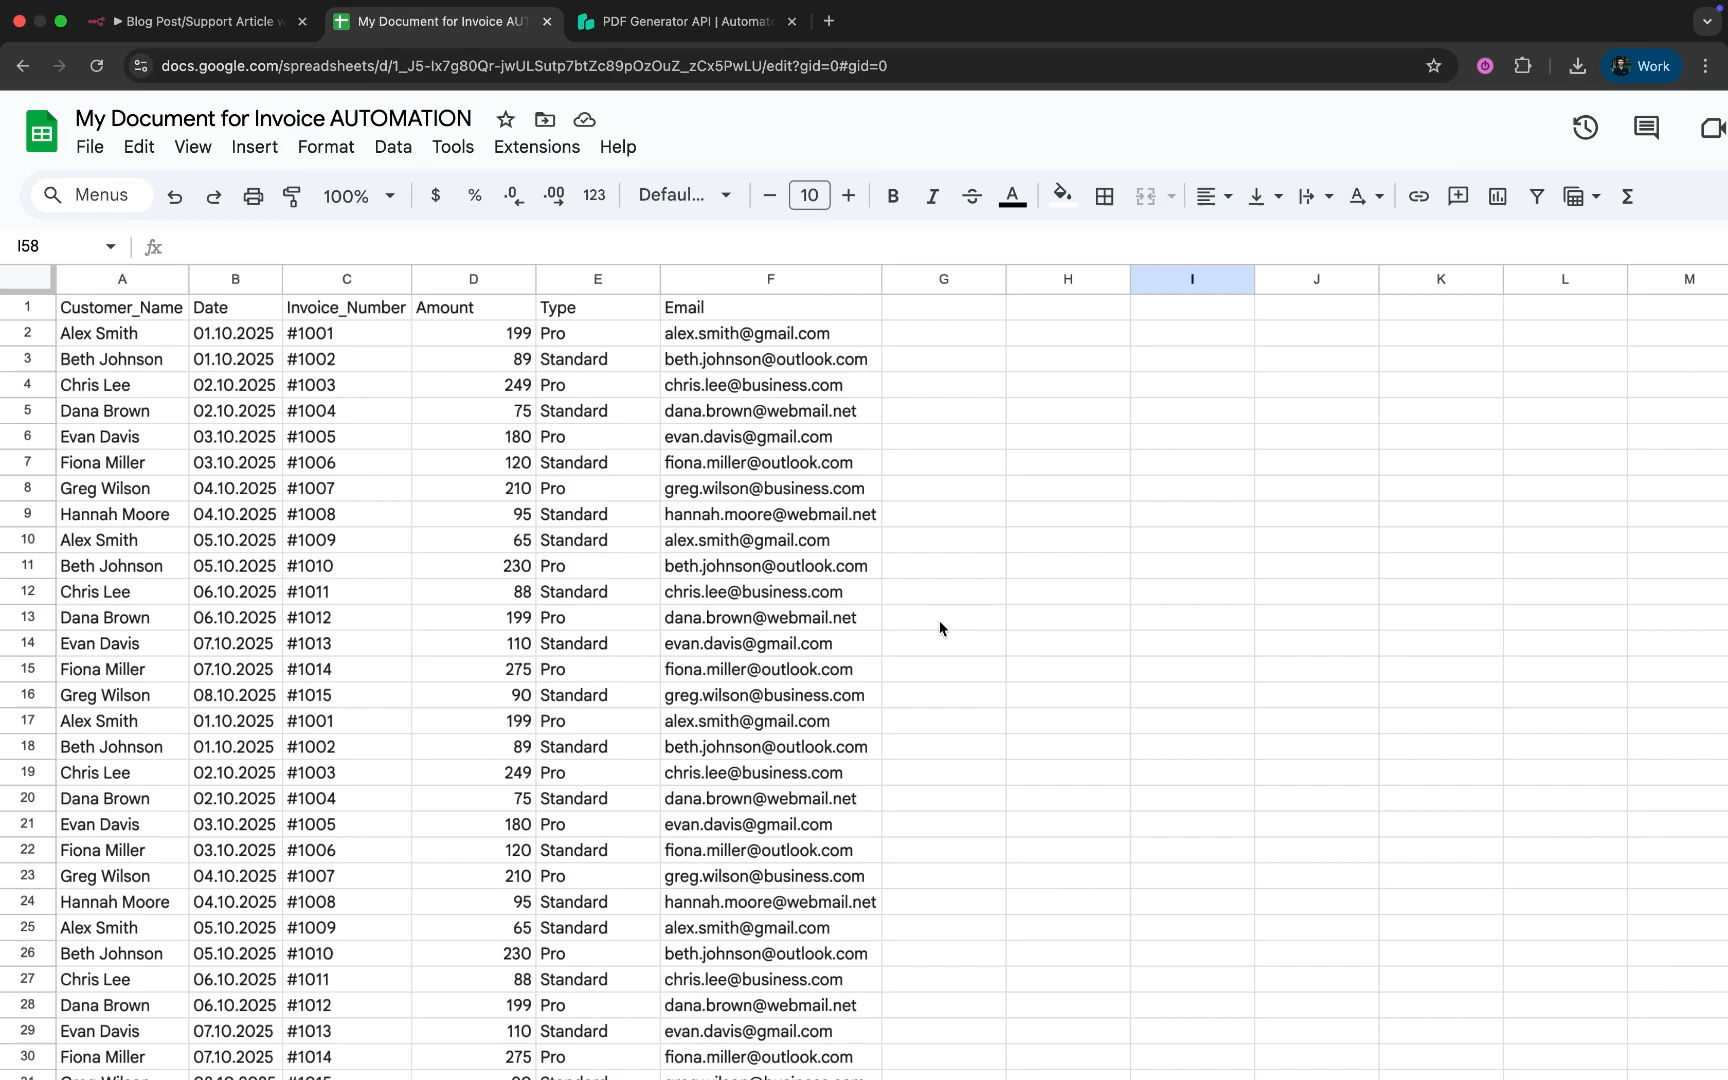 Blog Post/Support Article
My Document for Invoice AUT
PDF Generator API | Automate
docs.google.com/spreadsheets/d/1_J5-Ix7g80Qr-jwULSutp7btZc89pOzOuZ_zCx5PwLU/edit?gid=0#gid=0
Work
My Document for Invoice AUTOMATION
File Edit View Insert Format Data Tools Extensions Help
Menus 100% $ % .0 .00 123 Defaul... 10 B I A
I58 fx
A B C D E F G H I J K L M
1 Customer_Name Date Invoice_Number Amount Type Email
2 Alex Smith 01.10.2025 #1001 199 Pro alex.smith@gmail.com
3 Beth Johnson 01.10.2025 #1002 89 Standard beth.johnson@outlook.com
4 Chris Lee 02.10.2025 #1003 249 Pro chris.lee@business.com
5 Dana Brown 02.10.2025 #1004 75 Standard dana.brown@webmail.net
6 Evan Davis 03.10.2025 #1005 180 Pro evan.davis@gmail.com
7 Fiona Miller 03.10.2025 #1006 120 Standard fiona.miller@outlook.com
8 Greg Wilson 04.10.2025 #1007 210 Pro greg.wilson@business.com
9 Hannah Moore 04.10.2025 #1008 95 Standard hannah.moore@webmail.net
10 Alex Smith 05.10.2025 #1009 65 Standard alex.smith@gmail.com
11 Beth Johnson 05.10.2025 #1010 230 Pro beth.johnson@outlook.com
12 Chris Lee 06.10.2025 #1011 88 Standard chris.lee@business.com
13 Dana Brown 06.10.2025 #1012 199 Pro dana.brown@webmail.net
14 Evan Davis 07.10.2025 #1013 110 Standard evan.davis@gmail.com
15 Fiona Miller 07.10.2025 #1014 275 Pro fiona.miller@outlook.com
16 Greg Wilson 08.10.2025 #1015 90 Standard greg.wilson@business.com
17 Alex Smith 01.10.2025 #1001 199 Pro alex.smith@gmail.com
18 Beth Johnson 01.10.2025 #1002 89 Standard beth.johnson@outlook.com
19 Chris Lee 02.10.2025 #1003 249 Pro chris.lee@business.com
20 Dana Brown 02.10.2025 #1004 75 Standard dana.brown@webmail.net
21 Evan Davis 03.10.2025 #1005 180 Pro evan.davis@gmail.com
22 Fiona Miller 03.10.2025 #1006 120 Standard fiona.miller@outlook.com
23 Greg Wilson 04.10.2025 #1007 210 Pro greg.wilson@business.com
24 Hannah Moore 04.10.2025 #1008 95 Standard hannah.moore@webmail.net
25 Alex Smith 05.10.2025 #1009 65 Standard alex.smith@gmail.com
26 Beth Johnson 05.10.2025 #1010 230 Pro beth.johnson@outlook.com
27 Chris Lee 06.10.2025 #1011 88 Standard chris.lee@business.com
28 Dana Brown 06.10.2025 #1012 199 Pro dana.brown@webmail.net
29 Evan Davis 07.10.2025 #1013 110 Standard evan.davis@gmail.com
30 Fiona Miller 07.10.2025 #1014 275 Pro fiona.miller@outlook.com